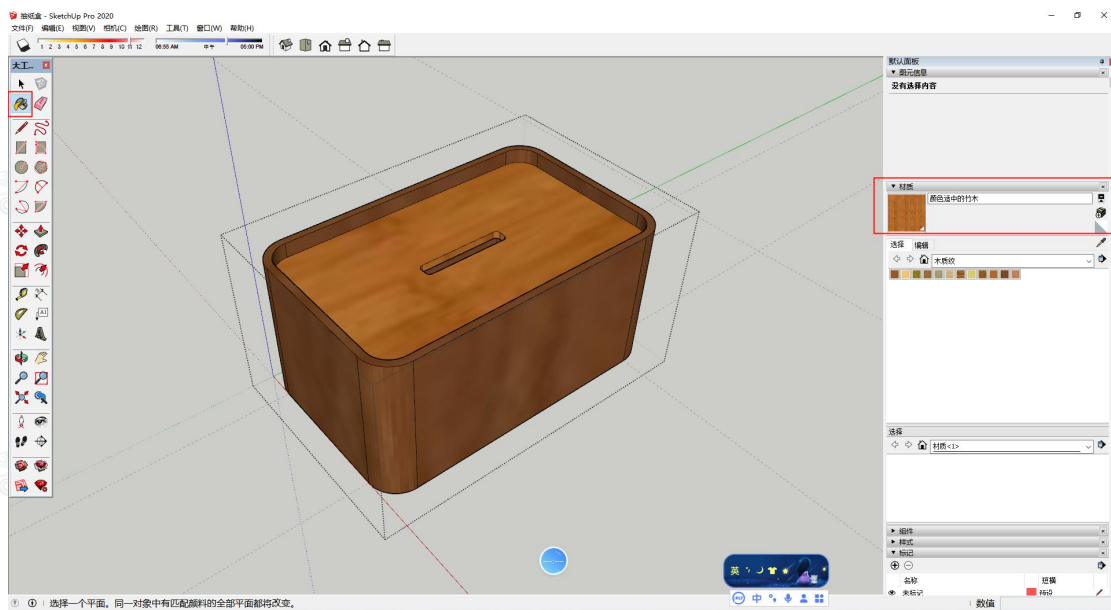 抽纸盒 - SketchUp Pro 2020
文件(F) 编辑(E) 视图(V) 相机(C) 绘图(R) 工具(T) 窗口(W) 帮助(H)
1 2 3 4 5 6 7 8 9 10 11 12 06:55 AM 中午 05:00 PM
大工...
默认面板
图元信息
没有选择内容
材质
颜色适中的竹木
选择 编辑
木质纹
选择
材质<1>
组件
样式
标记
名称 短横
未标记 预设
英
中
选择一个平面。同一对象中有匹配颜料的全部平面都将改变。
数值